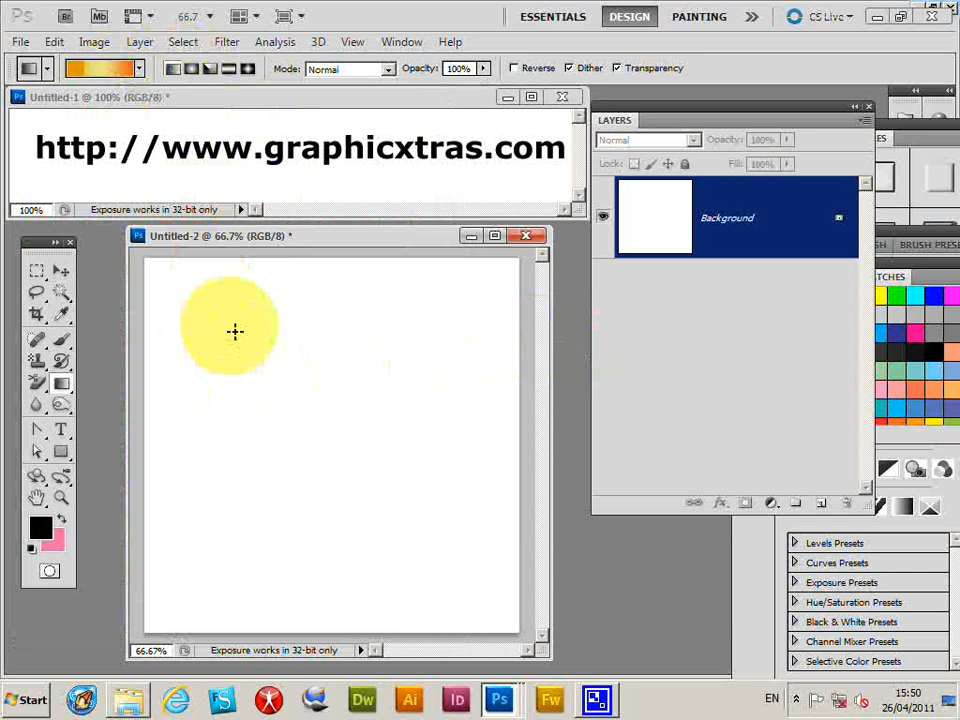 Ps Br Mb 66.7 ESSENTIALS DESIGN PAINTING CS Live
File Edit Image Layer Select Filter Analysis 3D View Window Help
Mode: Normal Opacity: 100% Reverse Dither Transparency
Ps Untitled-1 @ 100% (RGB/8) *
http://www.graphicxtras.com
100% Exposure works in 32-bit only
LAYERS
Normal Opacity: 100%
Lock: Fill: 100%
Background
Ps Untitled-2 @ 66.7% (RGB/8) *
66.67% Exposure works in 32-bit only
BRUSH PRESET
Levels Presets
Curves Presets
Exposure Presets
Hue/Saturation Presets
Black & White Presets
Channel Mixer Presets
Selective Color Presets
Start Dw Ai Id Ps Fw EN 15:50
26/04/2011